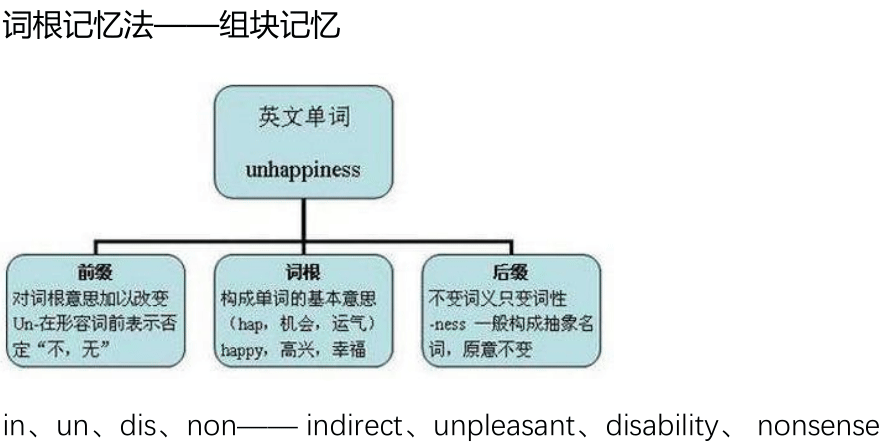 词根记忆法——组块记忆
英文单词
unhappiness
前缀
对词根意思加以改变
Un-在形容词前表示否
定“不，无”
词根
构成单词的基本意思
（hap，机会，运气）
happy，高兴，幸福
后缀
不变词义只变词性
-ness 一般构成抽象名
词，原意不变
in、un、dis、non—— indirect、unpleasant、disability、 nonsense